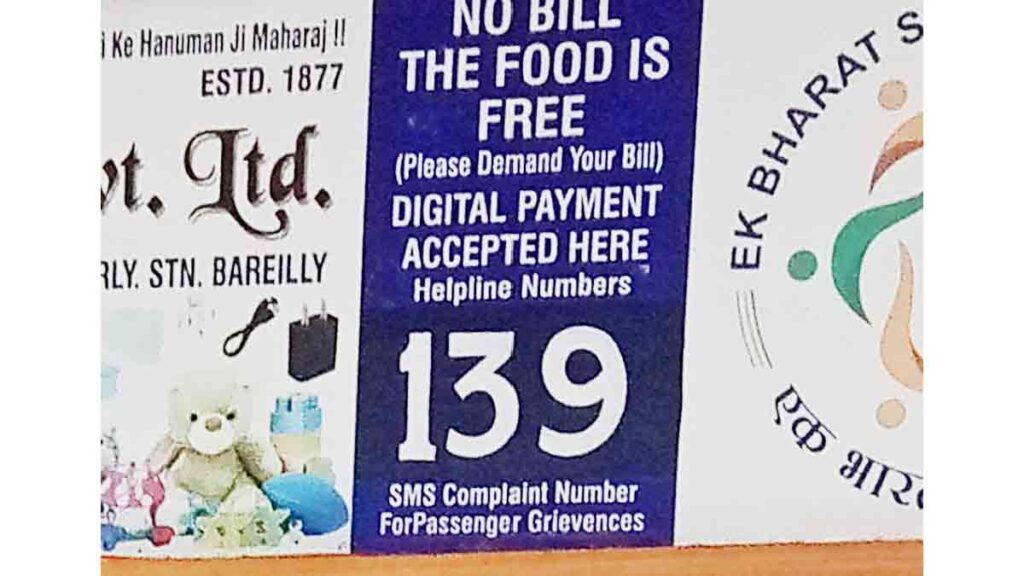 i Ke Hanuman Ji Maharaj !!
ESTD. 1877
vt. Ltd.
RLY. STN. BAREILLY
NO BILL
THE FOOD IS
FREE
(Please Demand Your Bill)
DIGITAL PAYMENT
ACCEPTED HERE
Helpline Numbers
139
SMS Complaint Number
ForPassenger Grievences
EK BHARAT S
एक भारत